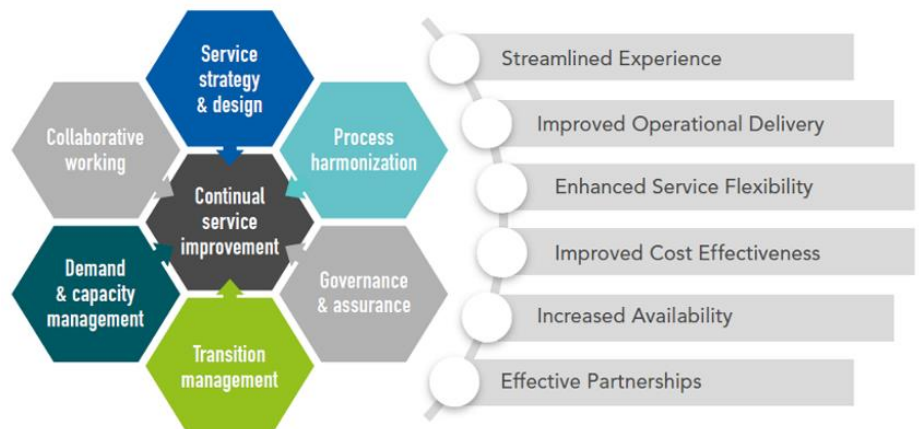 Service
strategy
& design
Collaborative
working
Process
harmonization
Continual
service
improvement
Demand
& capacity
management
Governance
& assurance
Transition
management
Streamlined Experience
Improved Operational Delivery
Enhanced Service Flexibility
Improved Cost Effectiveness
Increased Availability
Effective Partnerships